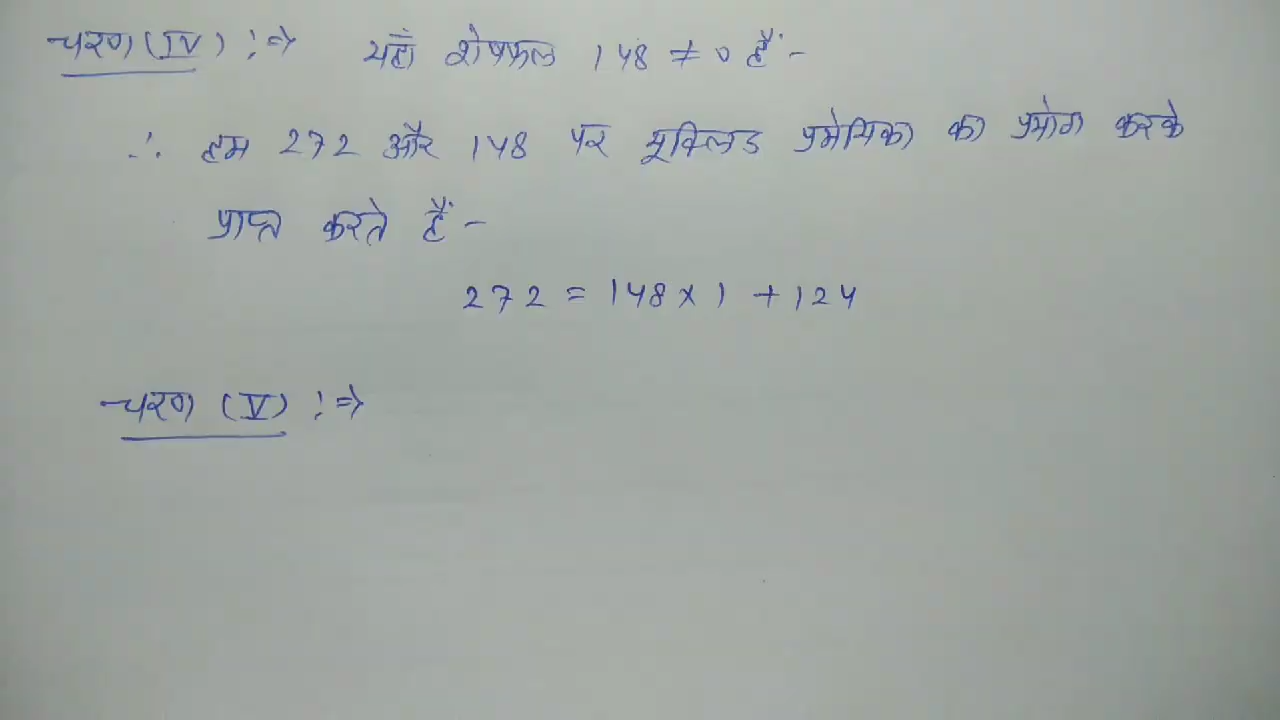 चरण (IV) :⇒ यहाँ शेषफल 148 ≠ 0 हैं -
∴ हम 272 और 148 पर यूक्लिड प्रमेयिका का प्रयोग करके
प्राप्त करते हैं -
272 = 148 × 1 + 124
चरण (V) :⇒